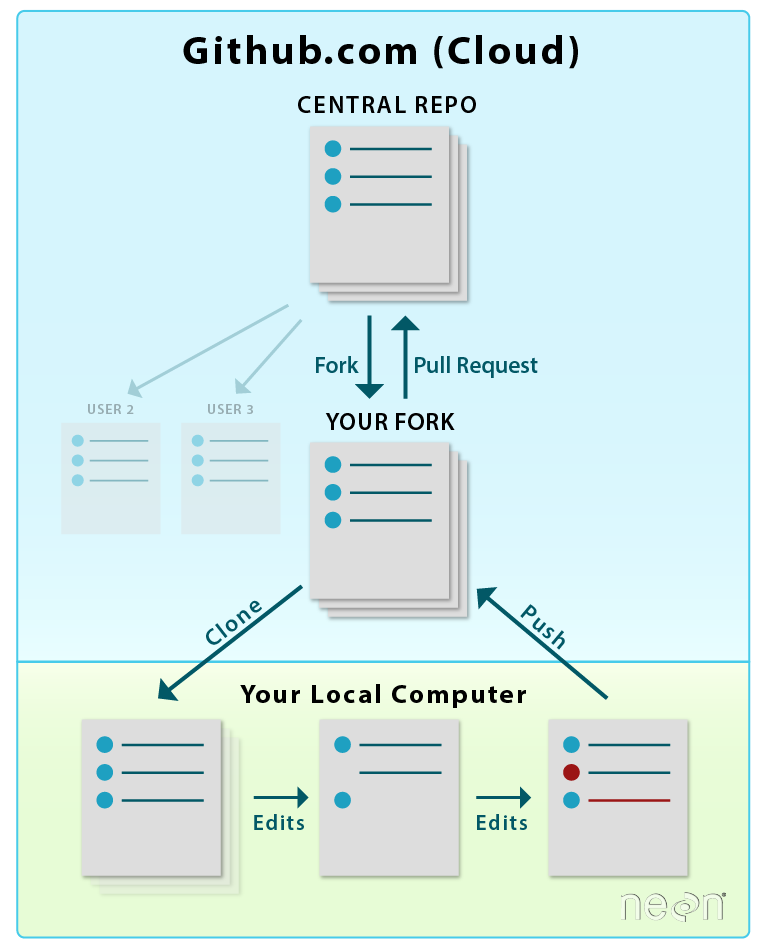 Github.com (Cloud)
CENTRAL REPO
Fork
Pull Request
USER 2
USER 3
YOUR FORK
Clone
Push
Your Local Computer
Edits
Edits
neon